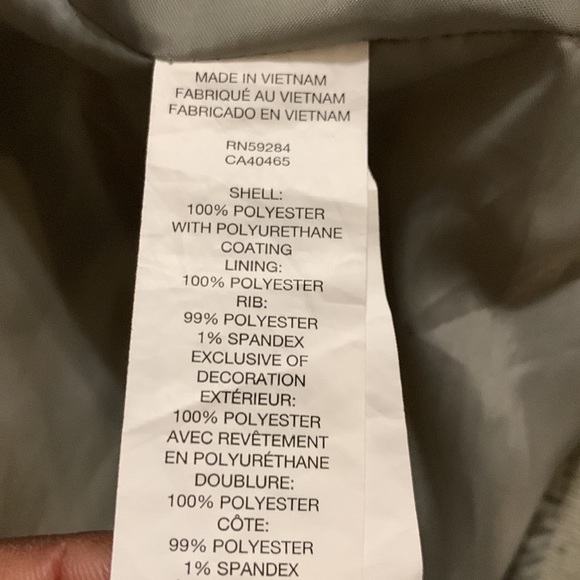 MADE IN VIETNAM
FABRIQUÉ AU VIETNAM
FABRICADO EN VIETNAM
RN59284
CA40465
SHELL:
100% POLYESTER
WITH POLYURETHANE
COATING
LINING:
100% POLYESTER
RIB:
99% POLYESTER
1% SPANDEX
EXCLUSIVE OF
DECORATION
EXTÉRIEUR:
100% POLYESTER
AVEC REVÊTEMENT
EN POLYURÉTHANE
DOUBLURE:
100% POLYESTER
CÔTE:
99% POLYESTER
1% SPANDEX